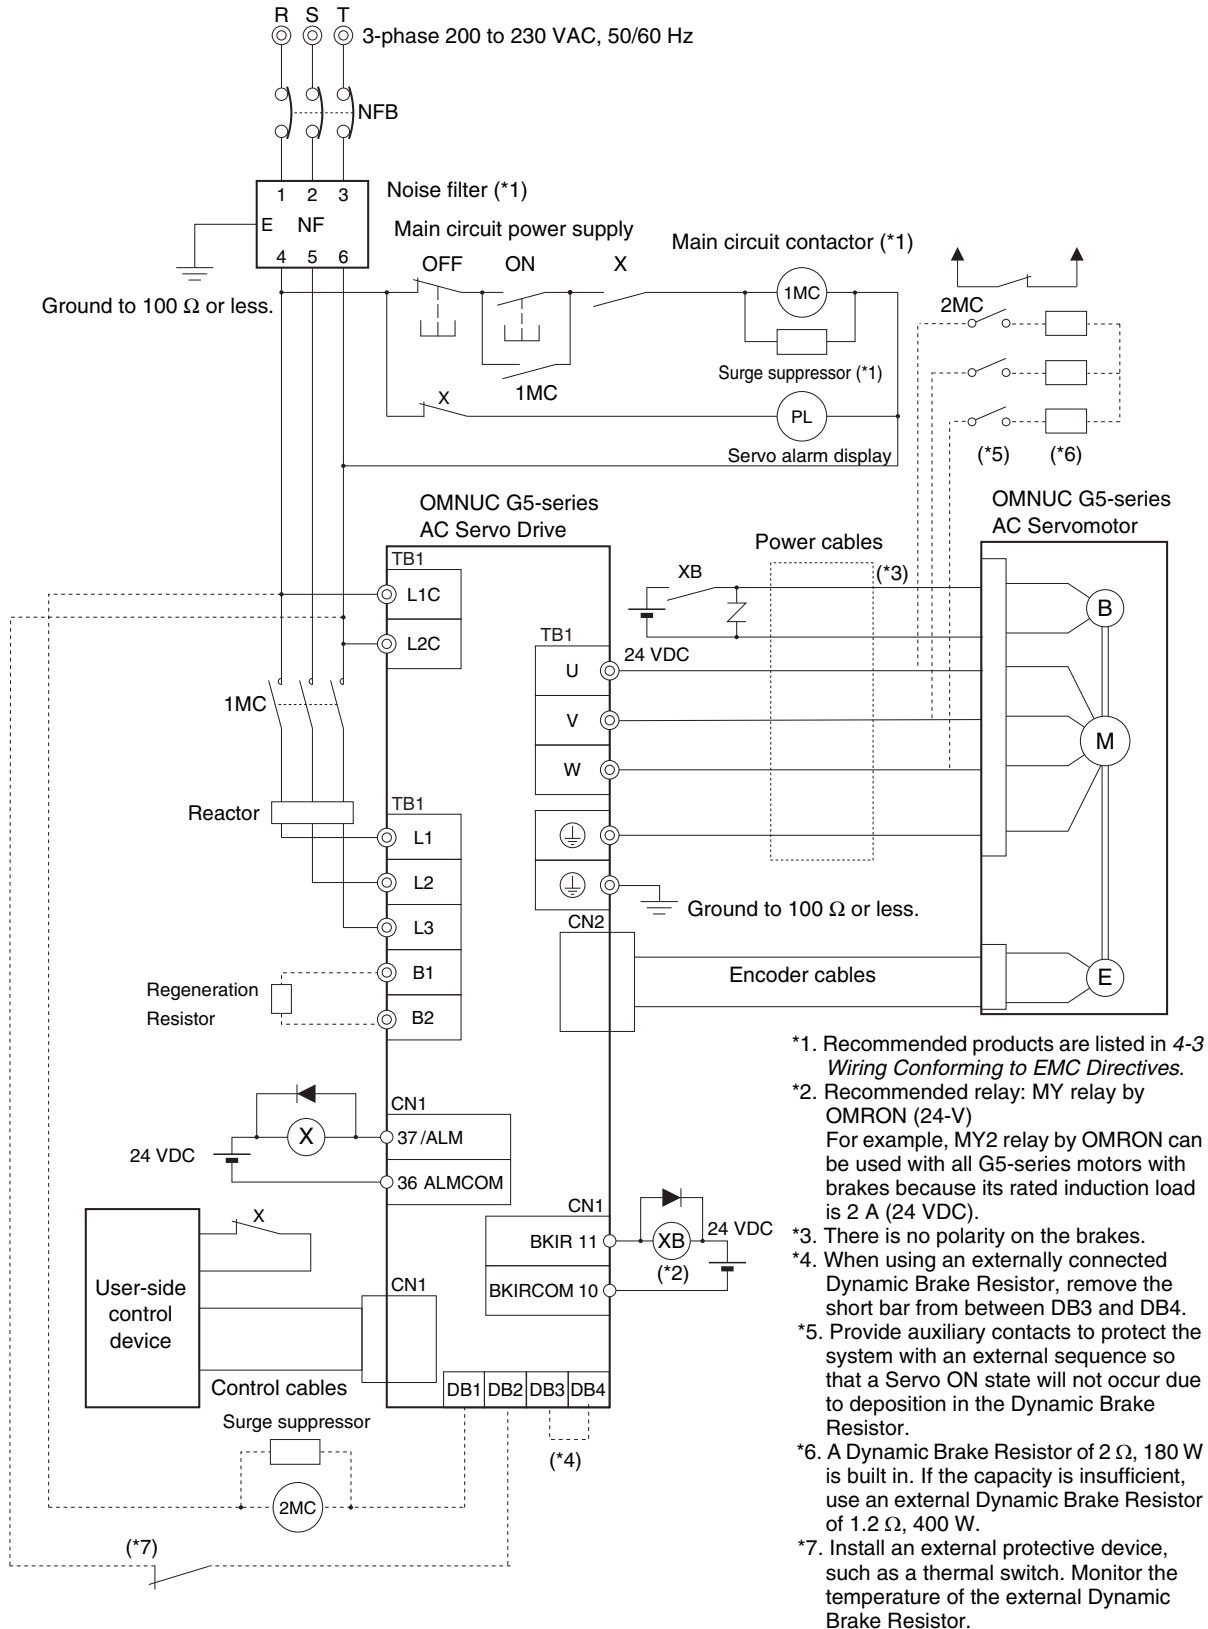 R S T
3-phase 200 to 230 VAC, 50/60 Hz
NFB
1 2 3
Noise filter (*1)
E NF
4 5 6
Ground to 100 Ω or less.
Main circuit power supply
OFF ON X
Main circuit contactor (*1)
1MC
2MC
Surge suppressor (*1)
1MC
X
PL
Servo alarm display
(*5) (*6)
OMNUC G5-series
AC Servo Drive
OMNUC G5-series
AC Servomotor
Power cables
(*3)
TB1
L1C
L2C
XB
24 VDC
B
TB1
U
V
W
M
1MC
Reactor
TB1
L1
L2
L3
B1
B2
Regeneration
Resistor
Ground to 100 Ω or less.
CN2
Encoder cables
E
CN1
X
24 VDC
37 /ALM
36 ALMCOM
CN1
BKIR 11
BKIRCOM 10
XB
(*2)
24 VDC
X
User-side
control
device
CN1
Control cables
DB1 DB2 DB3 DB4
(*4)
Surge suppressor
2MC
(*7)
*1. Recommended products are listed in 4-3
Wiring Conforming to EMC Directives.
*2. Recommended relay: MY relay by
OMRON (24-V)
For example, MY2 relay by OMRON can
be used with all G5-series motors with
brakes because its rated induction load
is 2 A (24 VDC).
*3. There is no polarity on the brakes.
*4. When using an externally connected
Dynamic Brake Resistor, remove the
short bar from between DB3 and DB4.
*5. Provide auxiliary contacts to protect the
system with an external sequence so
that a Servo ON state will not occur due
to deposition in the Dynamic Brake
Resistor.
*6. A Dynamic Brake Resistor of 2 Ω, 180 W
is built in. If the capacity is insufficient,
use an external Dynamic Brake Resistor
of 1.2 Ω, 400 W.
*7. Install an external protective device,
such as a thermal switch. Monitor the
temperature of the external Dynamic
Brake Resistor.